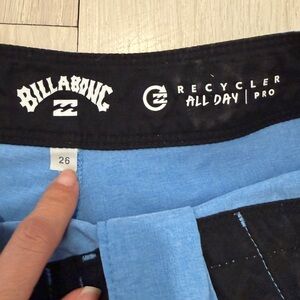 BILLABONG
RECYCLER
ALL DAY | PRO
26